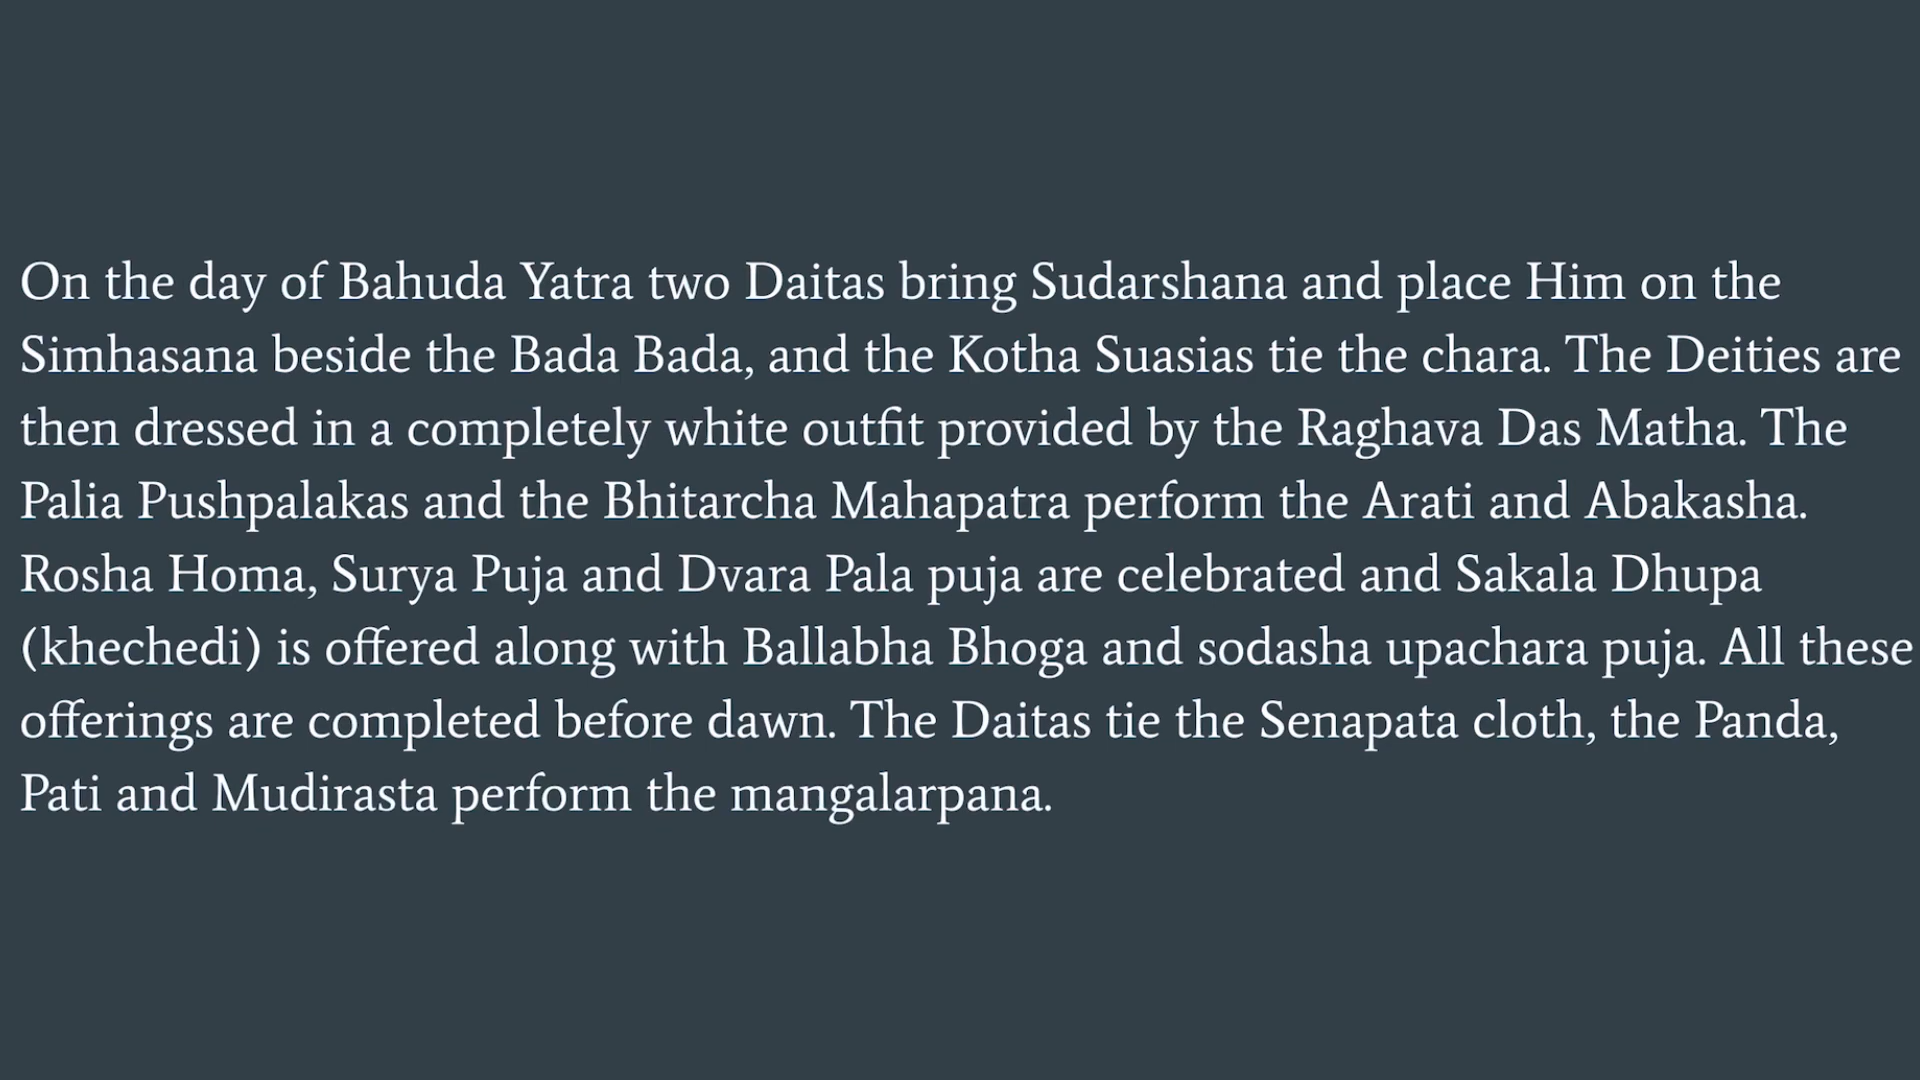 On the day of Bahuda Yatra two Daitas bring Sudarshana and place Him on the
Simhasana beside the Bada Bada, and the Kotha Suasias tie the chara. The Deities are
then dressed in a completely white outfit provided by the Raghava Das Matha. The
Palia Pushpalakas and the Bhitarcha Mahapatra perform the Arati and Abakasha.
Rosha Homa, Surya Puja and Dvara Pala puja are celebrated and Sakala Dhupa
(khechedi) is offered along with Ballabha Bhoga and sodasha upachara puja. All these
offerings are completed before dawn. The Daitas tie the Senapata cloth, the Panda,
Pati and Mudirasta perform the mangalarpana.